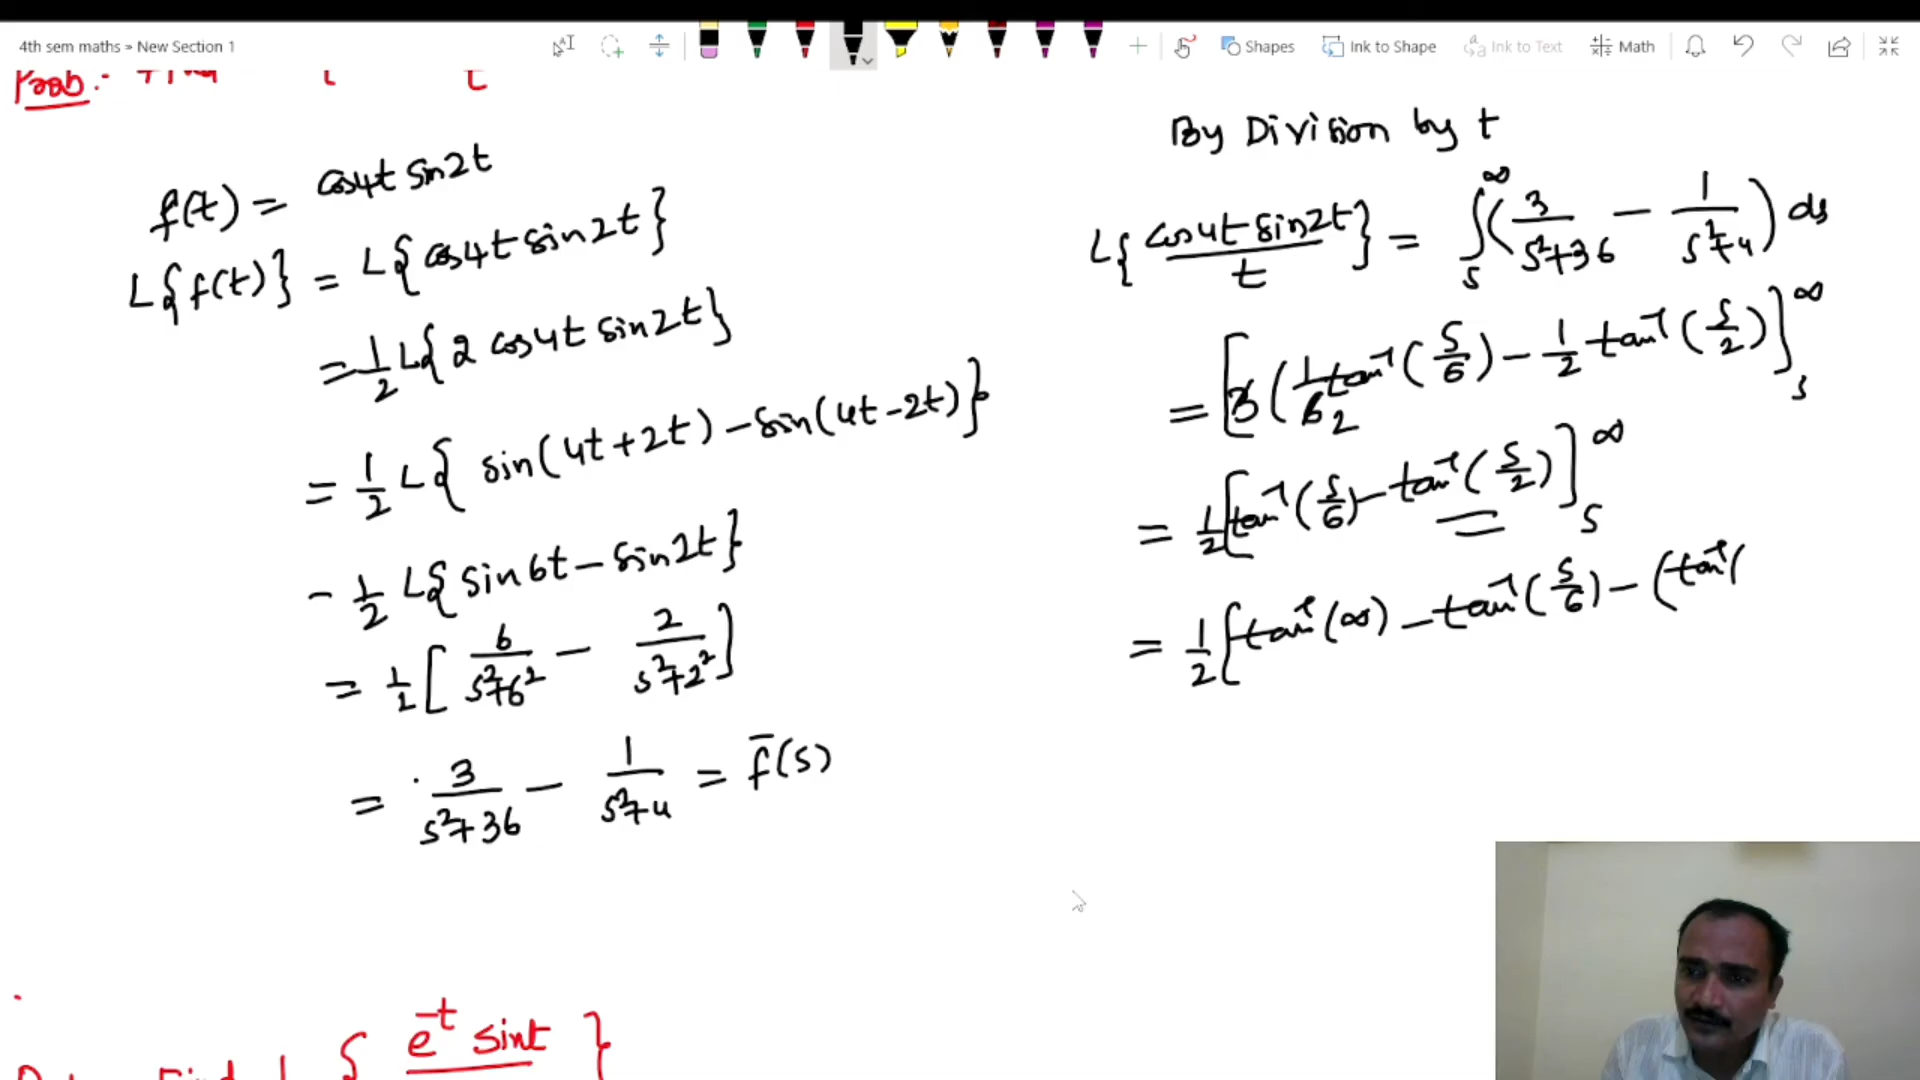 4th sem maths » New Section 1
Shapes Ink to Shape Ink to Text Math
Prob:-
f(t) = cos4t sin2t
L{f(t)} = L{cos4t sin2t}
= 1/2 L{2 cos4t sin2t}
= 1/2 L{ sin(4t+2t) - sin(4t-2t)}
- 1/2 L{sin6t - sin2t}
= 1/2 [ 6/(s²+6²) - 2/(s²+2²) ]
= 3/(s²+36) - 1/(s²+4) = f̄(s)
By Division by t
L{ (cos4t sin2t)/t } = ∫ₛ^∞ ( 3/(s²+36) - 1/(s²+4) ) ds
= [3( 1/6 2 tan⁻¹(s/6) - 1/2 tan⁻¹(s/2) ]ₛ^∞
= 1/2 [tan⁻¹(s/6) - tan⁻¹(s/2) ]ₛ^∞
= 1/2 [tan⁻¹(∞) - tan⁻¹(s/6) - (tan⁻¹(
Find L { e^-t sint }